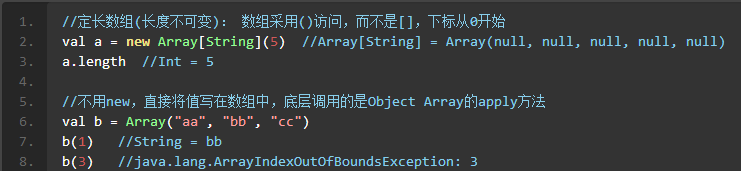 1. //定长数组(长度不可变): 数组采用()访问,而不是[],下标从0开始
2. val a = new Array[String](5)  //Array[String] = Array(null, null, null, null, null)
3. a.length  //Int = 5
4.
5. //不用new,直接将值写在数组中,底层调用的是Object Array的apply方法
6. val b = Array("aa", "bb", "cc")
7. b(1)   //String = bb
8. b(3)   //java.lang.ArrayIndexOutOfBoundsException: 3